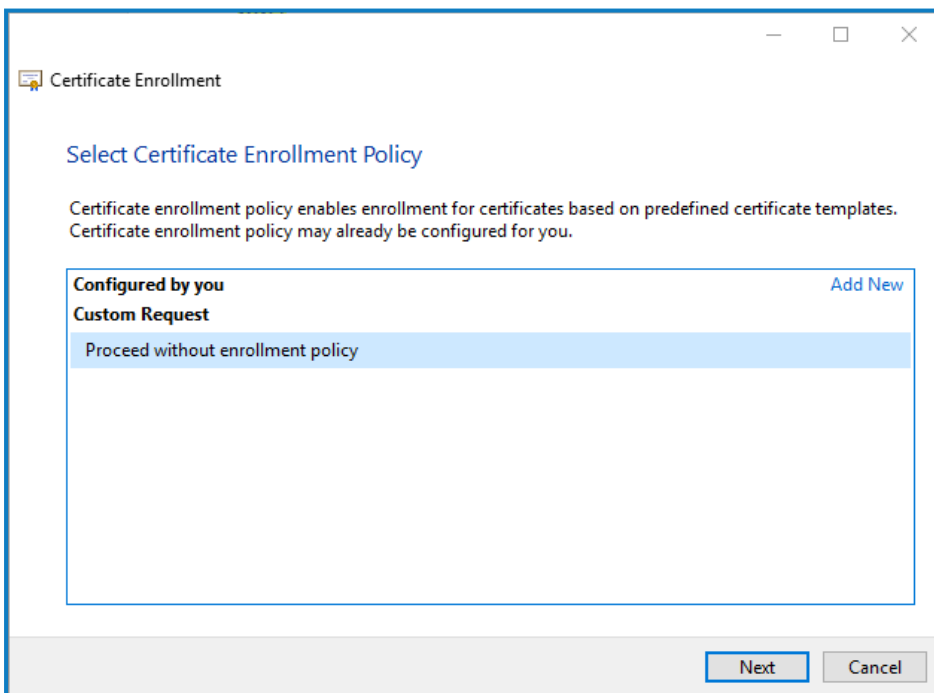 Certificate Enrollment
Select Certificate Enrollment Policy
Certificate enrollment policy enables enrollment for certificates based on predefined certificate templates.
Certificate enrollment policy may already be configured for you.
Configured by you Add New
Custom Request
Proceed without enrollment policy
Next Cancel